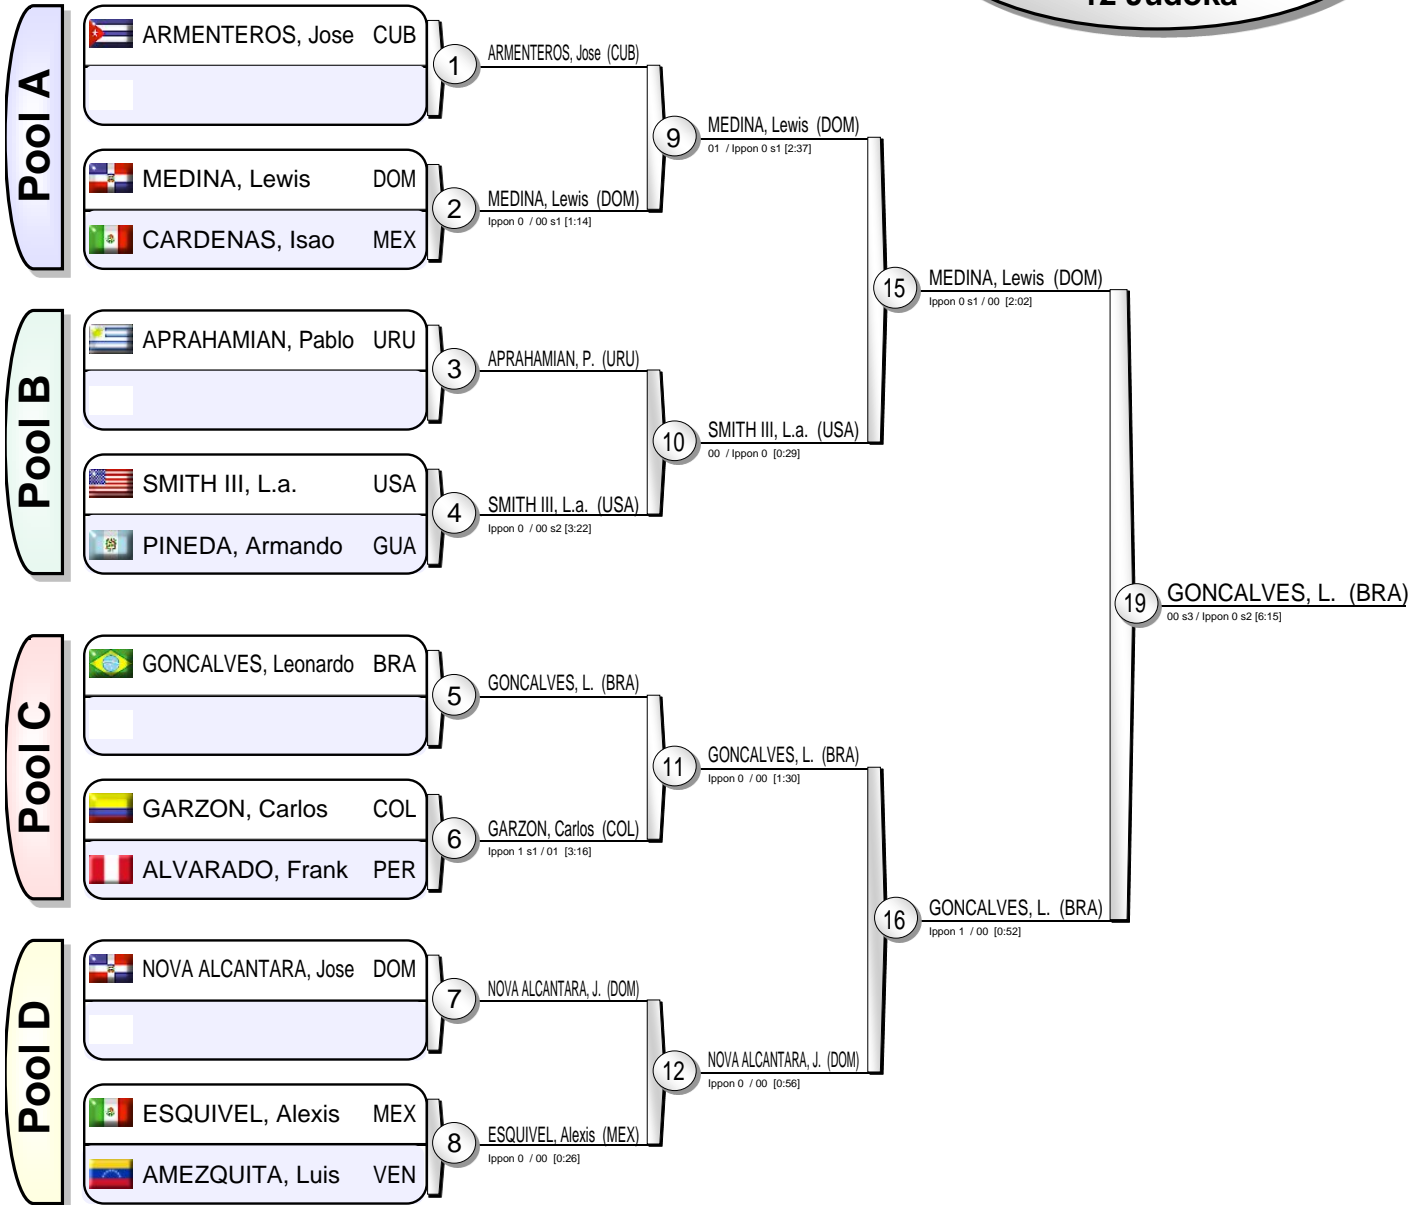 12 Judoka
Pool A
ARMENTEROS, Jose CUB
MEDINA, Lewis DOM
CARDENAS, Isao MEX
1
ARMENTEROS, Jose (CUB)
2
MEDINA, Lewis (DOM)
Ippon 0 / 00 s1 [1:14]
9
MEDINA, Lewis (DOM)
01 / Ippon 0 s1 [2:37]
Pool B
APRAHAMIAN, Pablo URU
SMITH III, L.a. USA
PINEDA, Armando GUA
3
APRAHAMIAN, P. (URU)
4
SMITH III, L.a. (USA)
Ippon 0 / 00 s2 [3:22]
10
SMITH III, L.a. (USA)
00 / Ippon 0 [0:29]
15
MEDINA, Lewis (DOM)
Ippon 0 s1 / 00 [2:02]
Pool C
GONCALVES, Leonardo BRA
GARZON, Carlos COL
ALVARADO, Frank PER
5
GONCALVES, L. (BRA)
6
GARZON, Carlos (COL)
Ippon 1 s1 / 01 [3:16]
11
GONCALVES, L. (BRA)
Ippon 0 / 00 [1:30]
Pool D
NOVA ALCANTARA, Jose DOM
ESQUIVEL, Alexis MEX
AMEZQUITA, Luis VEN
7
NOVA ALCANTARA, J. (DOM)
8
ESQUIVEL, Alexis (MEX)
Ippon 0 / 00 [0:26]
12
NOVA ALCANTARA, J. (DOM)
Ippon 0 / 00 [0:56]
16
GONCALVES, L. (BRA)
Ippon 1 / 00 [0:52]
19
GONCALVES, L. (BRA)
00 s3 / Ippon 0 s2 [6:15]